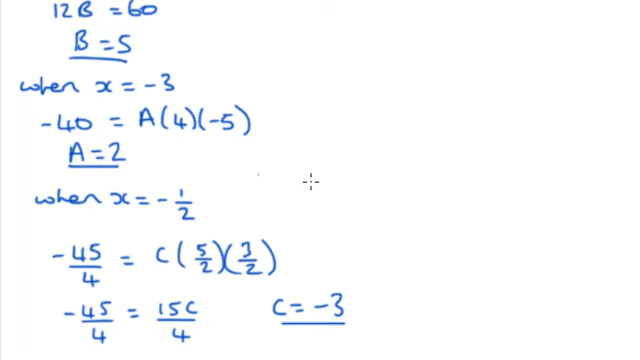 12B = 60
B = 5
when x = -3
-40 = A(4)(-5)
A = 2
when x = -1/2
-45/4 = C(5/2)(3/2)
-45/4 = 15C/4 C = -3